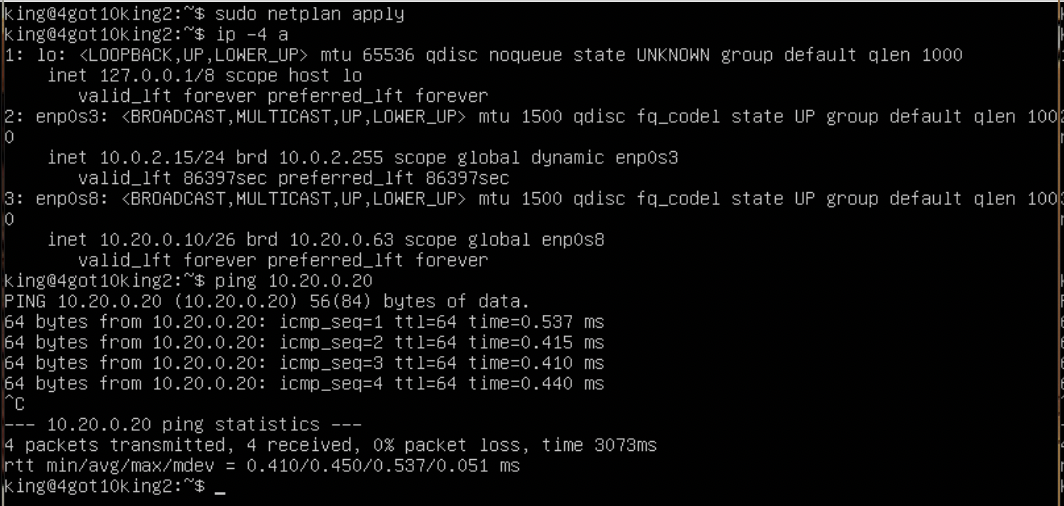 king@4got10king2:~$ sudo netplan apply
king@4got10king2:~$ ip -4 a
1: lo: <LOOPBACK,UP,LOWER_UP> mtu 65536 qdisc noqueue state UNKNOWN group default qlen 1000
    inet 127.0.0.1/8 scope host lo
       valid_lft forever preferred_lft forever
2: enp0s3: <BROADCAST,MULTICAST,UP,LOWER_UP> mtu 1500 qdisc fq_codel state UP group default qlen 100
0
    inet 10.0.2.15/24 brd 10.0.2.255 scope global dynamic enp0s3
       valid_lft 86397sec preferred_lft 86397sec
3: enp0s8: <BROADCAST,MULTICAST,UP,LOWER_UP> mtu 1500 qdisc fq_codel state UP group default qlen 100
0
    inet 10.20.0.10/26 brd 10.20.0.63 scope global enp0s8
       valid_lft forever preferred_lft forever
king@4got10king2:~$ ping 10.20.0.20
PING 10.20.0.20 (10.20.0.20) 56(84) bytes of data.
64 bytes from 10.20.0.20: icmp_seq=1 ttl=64 time=0.537 ms
64 bytes from 10.20.0.20: icmp_seq=2 ttl=64 time=0.415 ms
64 bytes from 10.20.0.20: icmp_seq=3 ttl=64 time=0.410 ms
64 bytes from 10.20.0.20: icmp_seq=4 ttl=64 time=0.440 ms
^C
--- 10.20.0.20 ping statistics ---
4 packets transmitted, 4 received, 0% packet loss, time 3073ms
rtt min/avg/max/mdev = 0.410/0.450/0.537/0.051 ms
king@4got10king2:~$ _